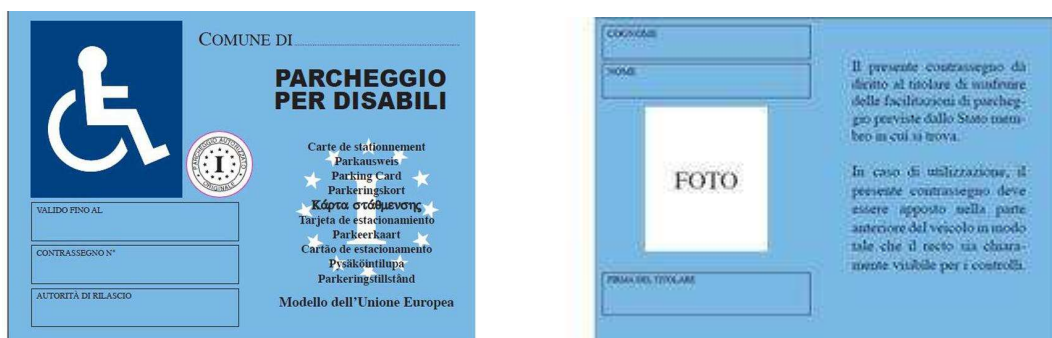 COMUNE DI
PARCHEGGIO
PER DISABILI
PARCHEGGIO AUTORIZZATO
I
ORIGINALE
Carte de stationnement
Parkausweis
Parking Card
Parkeringskort
Κάρτα στάθμευσης
Tarjeta de estacionamiento
Parkeerkaart
Cartão de estacionamento
Pysäköintilupa
Parkeringstillstånd
Modello dell'Unione Europea
VALIDO FINO AL
CONTRASSEGNO N°
AUTORITÀ DI RILASCIO
COGNOME
NOME
FOTO
FIRMA DEL TITOLARE
Il presente contrassegno dà
diritto al titolare di usufruire
delle facilitazioni di parcheg-
gio previste dallo Stato mem-
bro in cui si trova.
In caso di utilizzazione, il
presente contrassegno deve
essere apposto nella parte
anteriore del veicolo in modo
tale che il recto sia chiara-
mente visibile per i controlli.